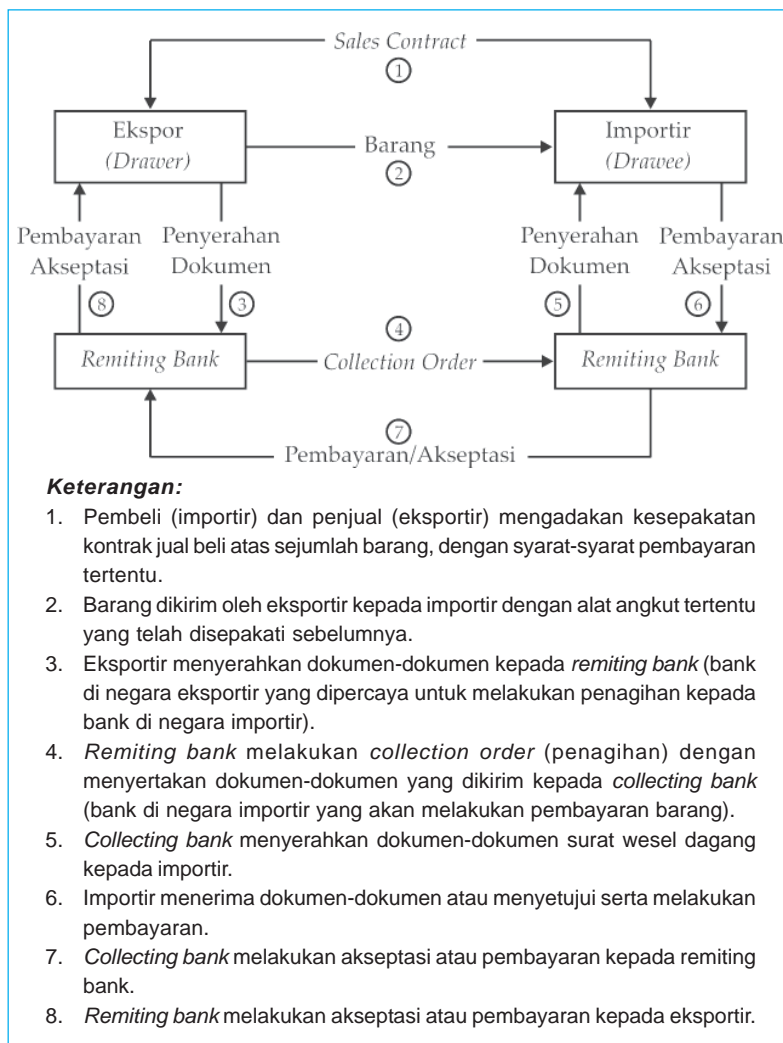 Sales Contract
1
Ekspor
(Drawer)
Barang
2
Importir
(Drawee)
Pembayaran
Akseptasi
8
Penyerahan
Dokumen
3
Penyerahan
Dokumen
5
Pembayaran
Akseptasi
6
Remiting Bank
4
Collection Order
Remiting Bank
7
Pembayaran/Akseptasi
Keterangan:
1. Pembeli (importir) dan penjual (eksportir) mengadakan kesepakatan
kontrak jual beli atas sejumlah barang, dengan syarat-syarat pembayaran
tertentu.
2. Barang dikirim oleh eksportir kepada importir dengan alat angkut tertentu
yang telah disepakati sebelumnya.
3. Eksportir menyerahkan dokumen-dokumen kepada remiting bank (bank
di negara eksportir yang dipercaya untuk melakukan penagihan kepada
bank di negara importir).
4. Remiting bank melakukan collection order (penagihan) dengan
menyertakan dokumen-dokumen yang dikirim kepada collecting bank
(bank di negara importir yang akan melakukan pembayaran barang).
5. Collecting bank menyerahkan dokumen-dokumen surat wesel dagang
kepada importir.
6. Importir menerima dokumen-dokumen atau menyetujui serta melakukan
pembayaran.
7. Collecting bank melakukan akseptasi atau pembayaran kepada remiting
bank.
8. Remiting bank melakukan akseptasi atau pembayaran kepada eksportir.